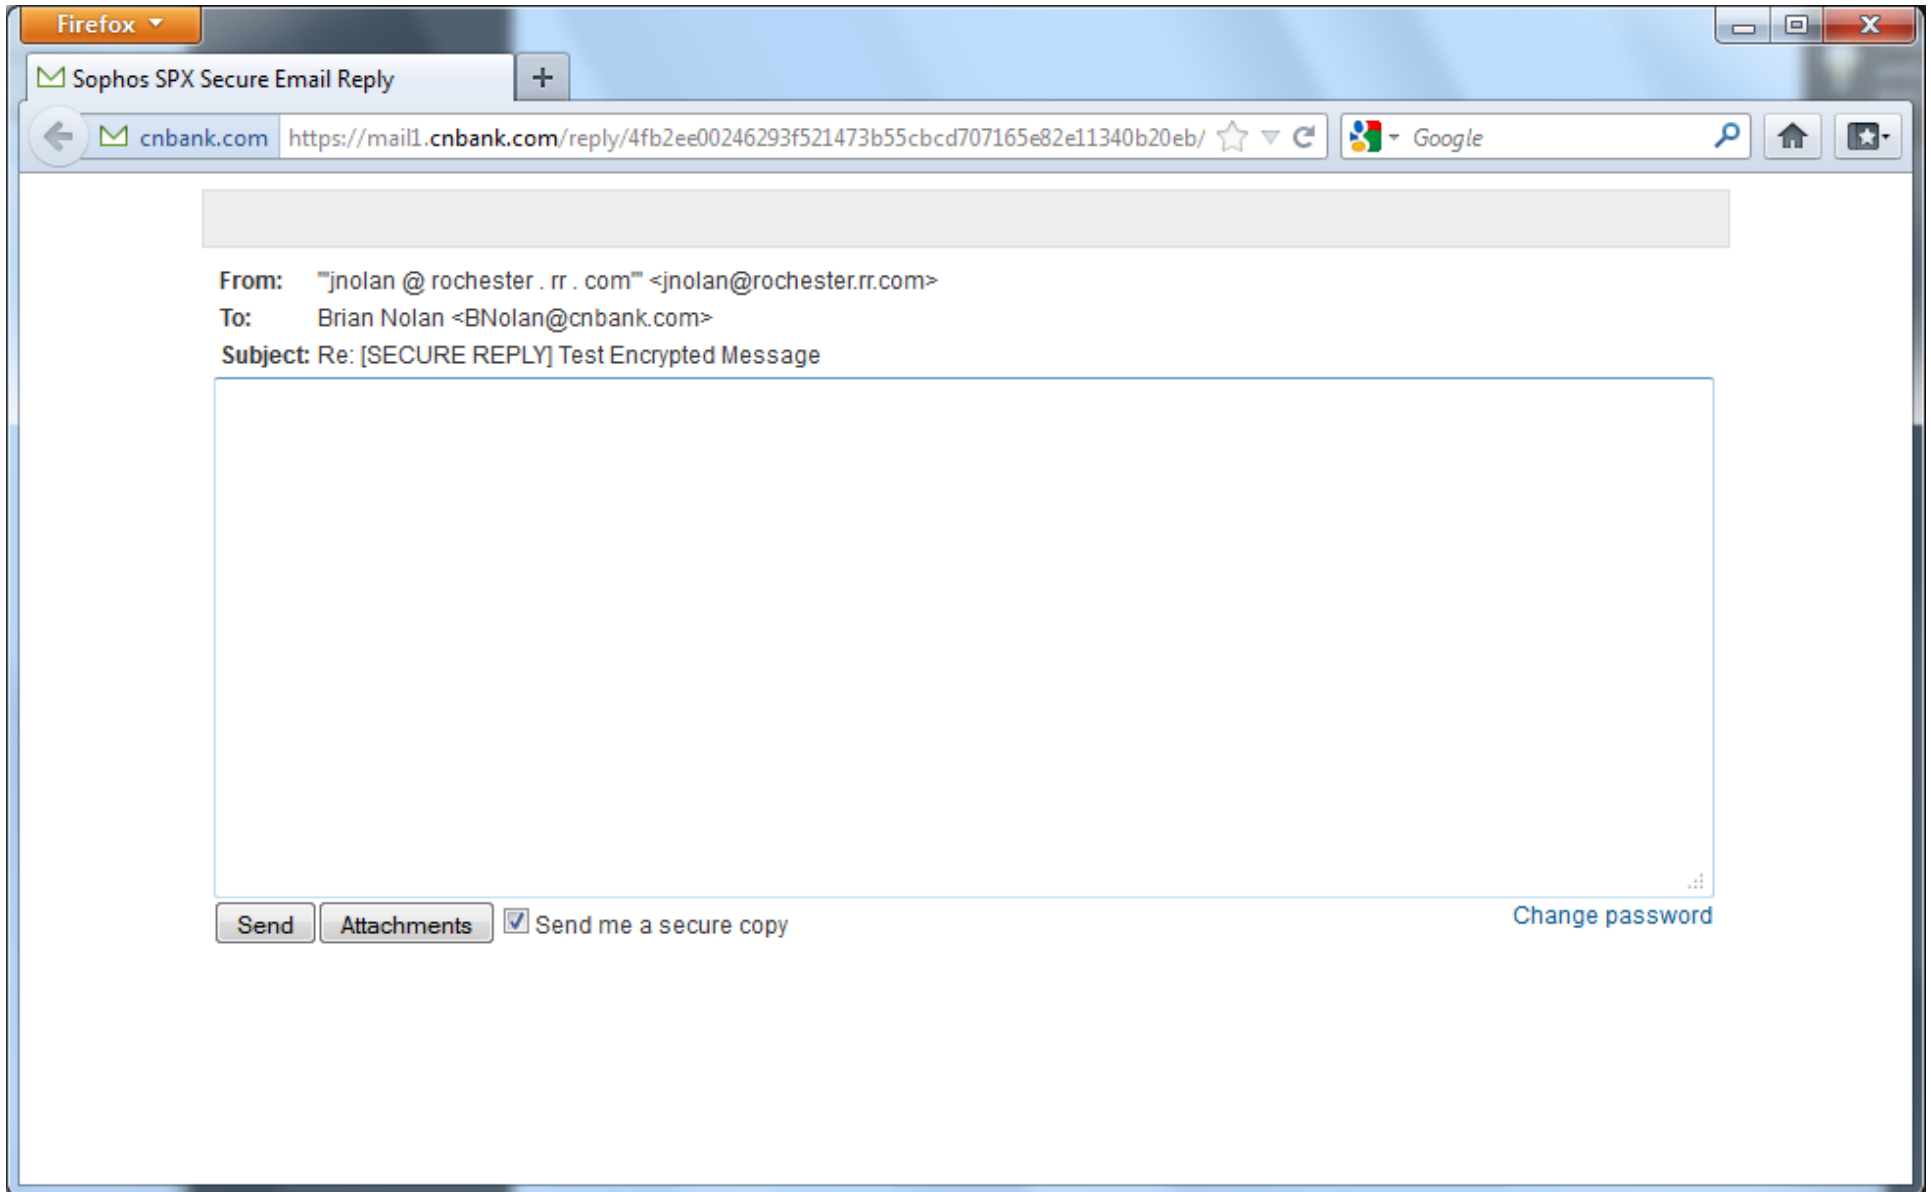 Firefox
Sophos SPX Secure Email Reply
cnbank.com https://mail1.cnbank.com/reply/4fb2ee00246293f521473b55cbcd707165e82e11340b20eb/ Google
From: "'jnolan @ rochester . rr . com'" <jnolan@rochester.rr.com>
To: Brian Nolan <BNolan@cnbank.com>
Subject: Re: [SECURE REPLY] Test Encrypted Message
Send Attachments Send me a secure copy Change password